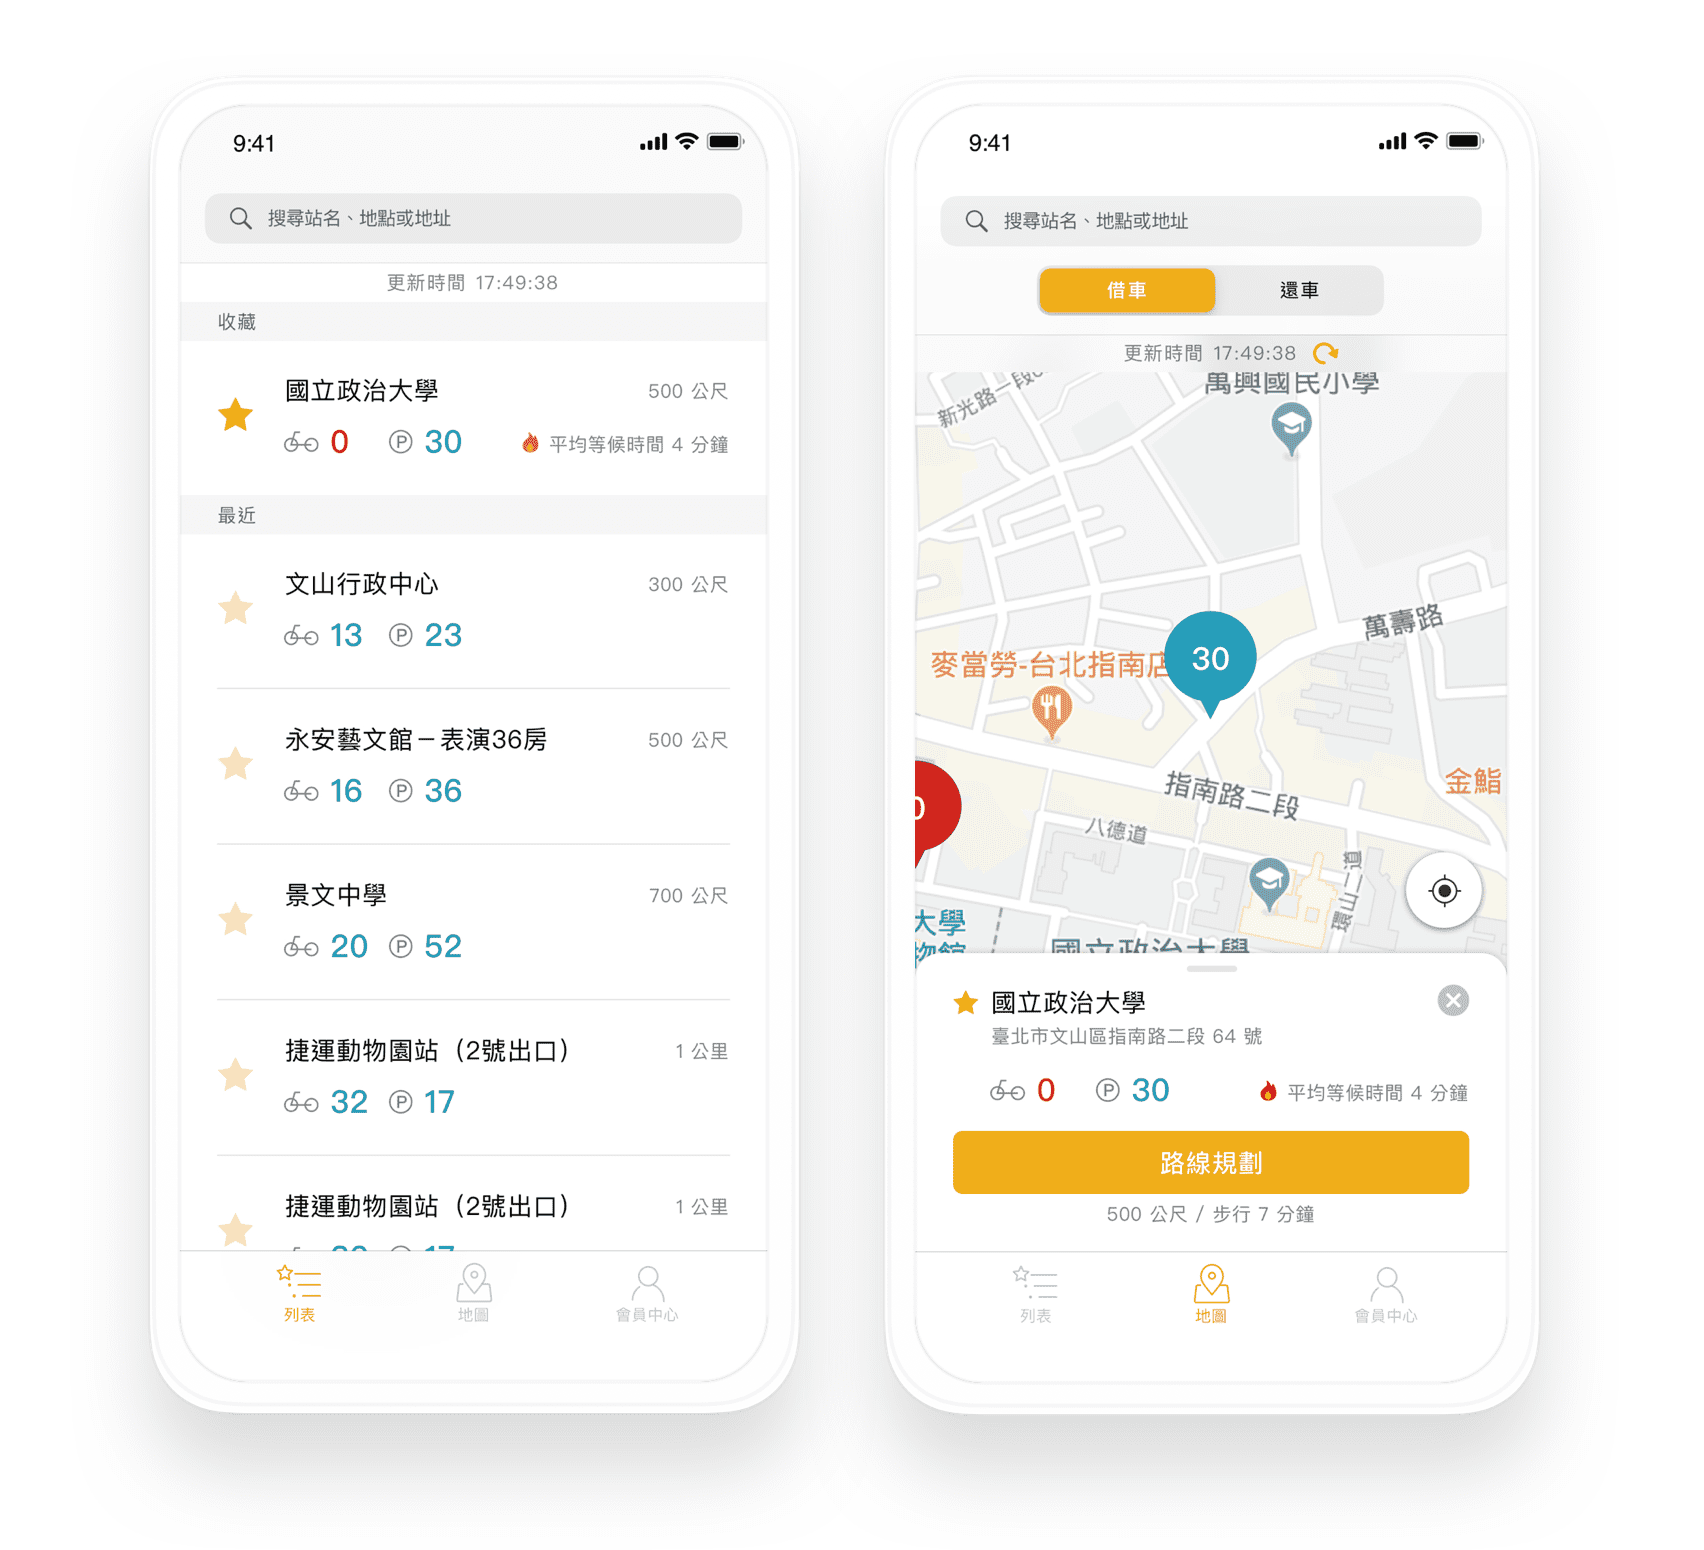 9:41
搜尋站名、地點或地址
更新時間 17:49:38
收藏
國立政治大學
500 公尺
0
P 30
平均等候時間 4 分鐘
最近
文山行政中心
300 公尺
13
P 23
永安藝文館－表演36房
500 公尺
16
P 36
景文中學
700 公尺
20
P 52
捷運動物園站（2號出口）
1 公里
32
P 17
捷運動物園站（2號出口）
1 公里
列表
地圖
會員中心
9:41
搜尋站名、地點或地址
借車
還車
更新時間 17:49:38
新光路一段
萬興國民小學
萬壽路
30
麥當勞-台北指南店
金鮨
指南路二段
0
八德道
環山二道
大學
物館
國立政治大學
國立政治大學
臺北市文山區指南路二段 64 號
0
P 30
平均等候時間 4 分鐘
路線規劃
500 公尺 / 步行 7 分鐘
列表
地圖
會員中心